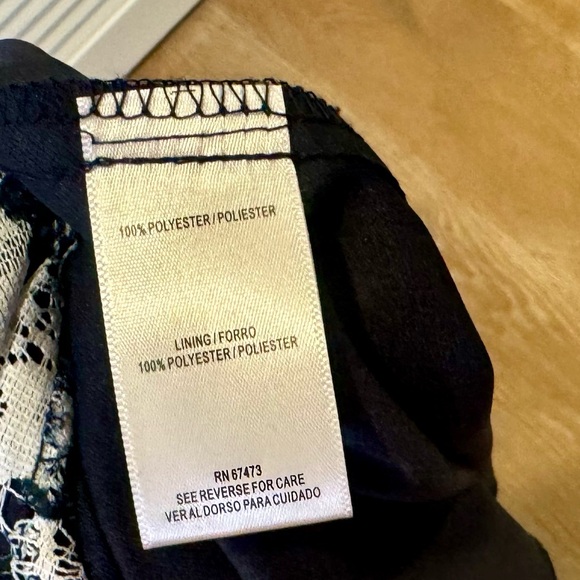 100% POLYESTER / POLIESTER
LINING / FORRO
100% POLYESTER / POLIESTER
RN 67473
SEE REVERSE FOR CARE
VER AL DORSO PARA CUIDADO